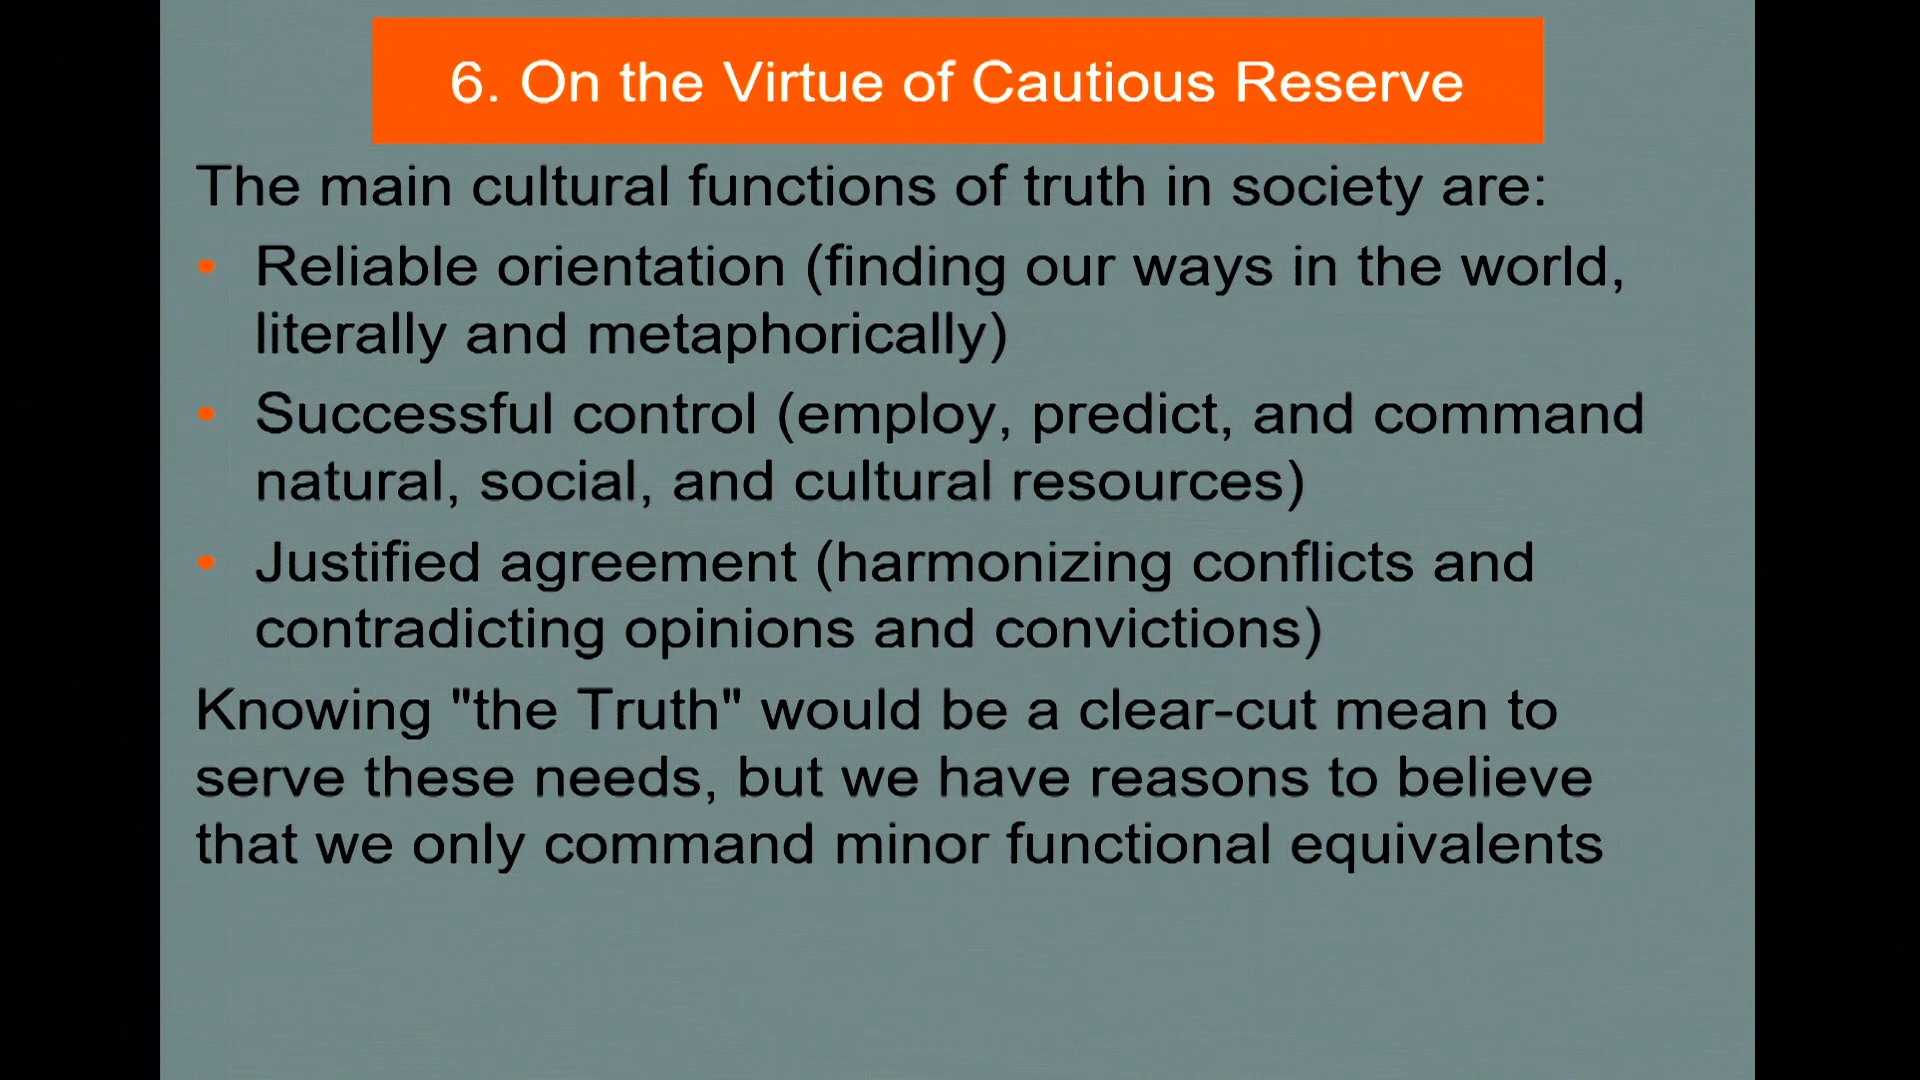 6. On the Virtue of Cautious Reserve
The main cultural functions of truth in society are:
• Reliable orientation (finding our ways in the world,
literally and metaphorically)
• Successful control (employ, predict, and command
natural, social, and cultural resources)
• Justified agreement (harmonizing conflicts and
contradicting opinions and convictions)
Knowing "the Truth" would be a clear-cut mean to
serve these needs, but we have reasons to believe
that we only command minor functional equivalents